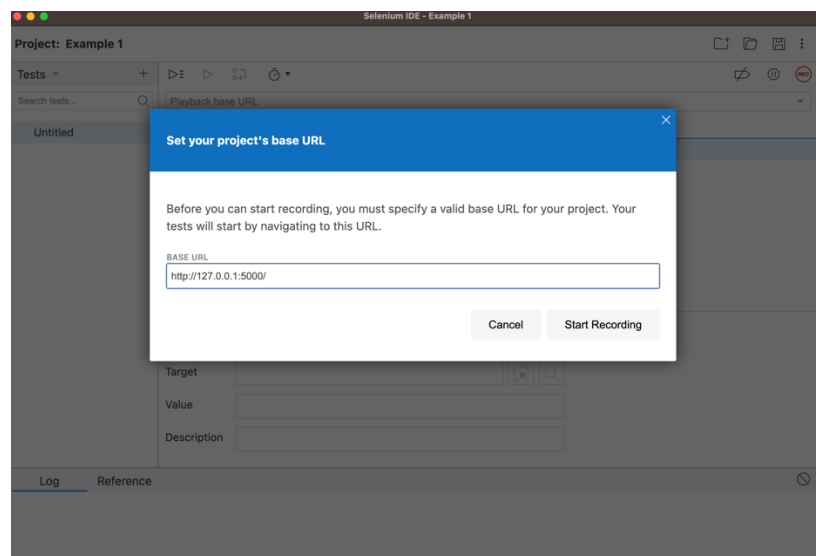 Selenium IDE - Example 1
Project: Example 1
Tests
Search tests...
Playback base URL
Untitled
Set your project's base URL
Before you can start recording, you must specify a valid base URL for your project. Your
tests will start by navigating to this URL.
BASE URL
http://127.0.0.1:5000/
Cancel
Start Recording
Target
Value
Description
Log
Reference
REC